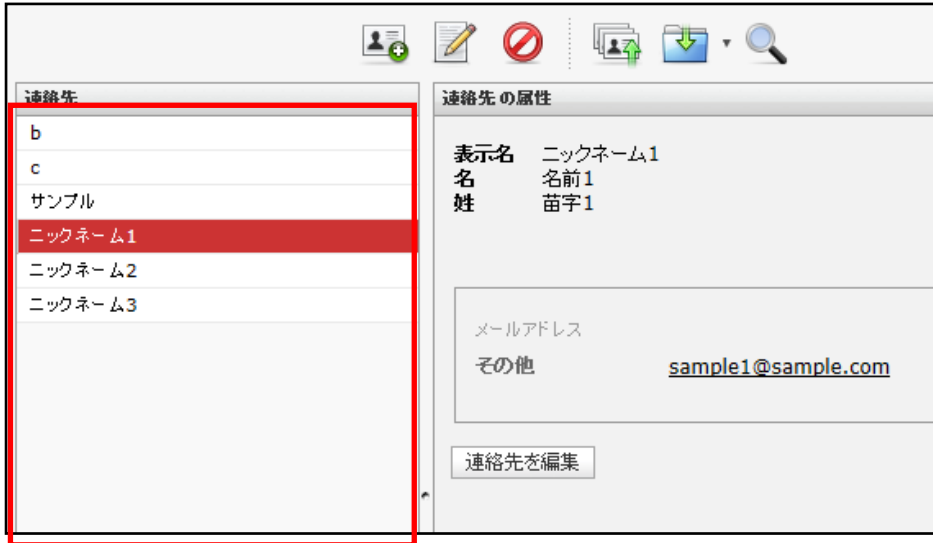 連絡先
b
c
サンプル
ニックネーム1
ニックネーム2
ニックネーム3
連絡先 の属性
表示名 ニックネーム1
名 名前1
姓 苗字1
メールアドレス
その他 sample1@sample.com
連絡先を編集